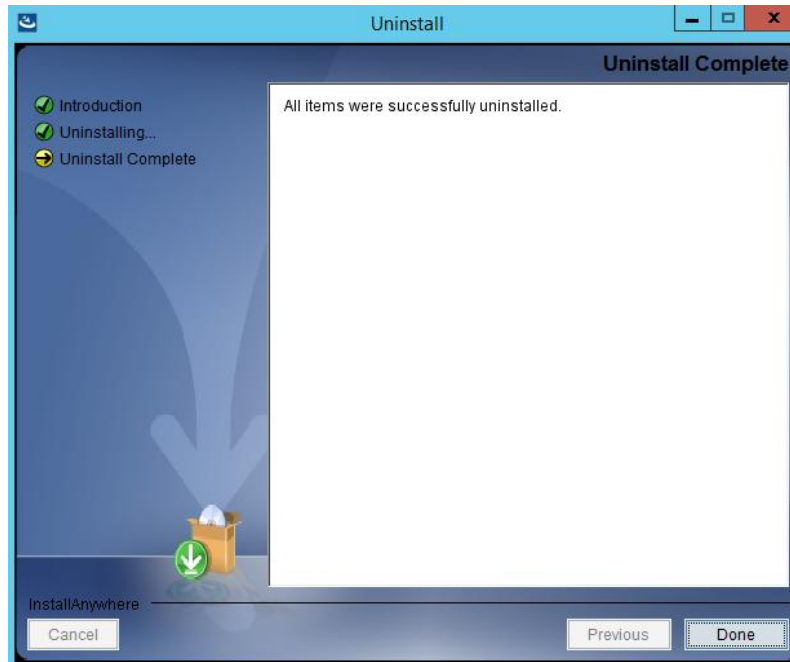 Uninstall
Uninstall Complete
Introduction
Uninstalling...
Uninstall Complete
All items were successfully uninstalled.
InstallAnywhere
Cancel
Previous
Done